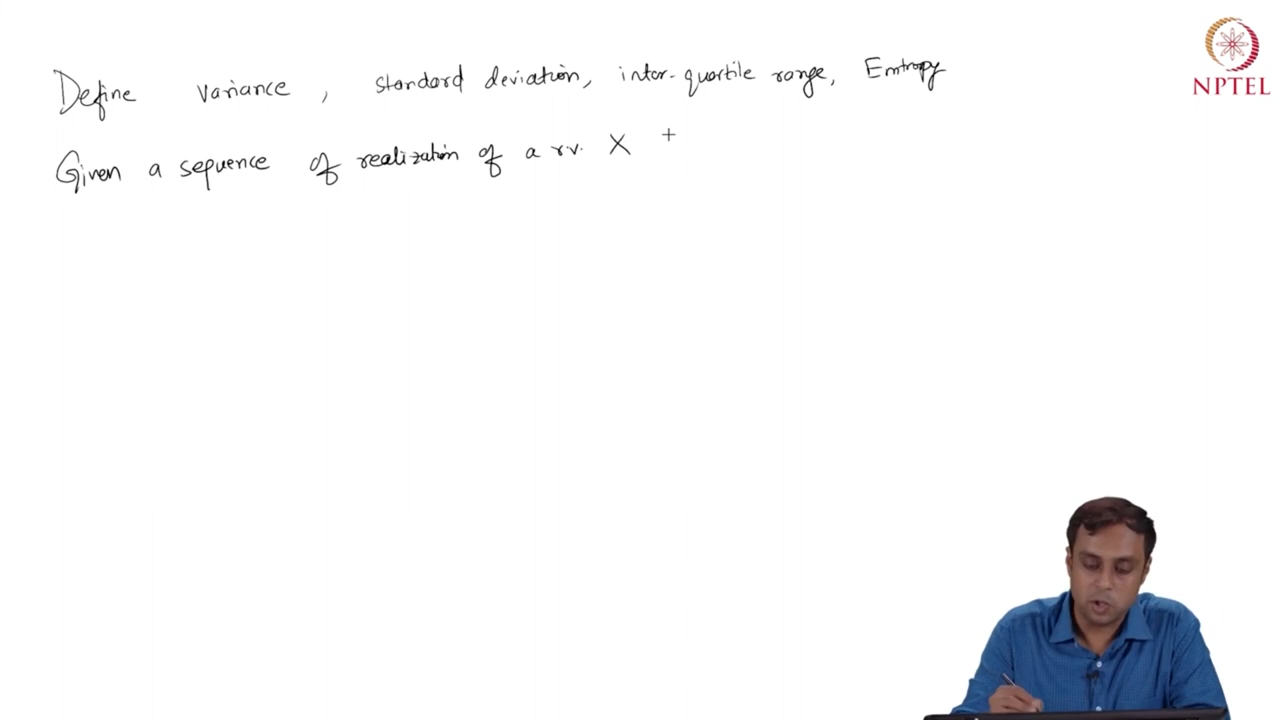 Define variance, standard deviation, inter-quartile range, Entropy
Given a sequence of realization of a r.v. X t
NPTEL